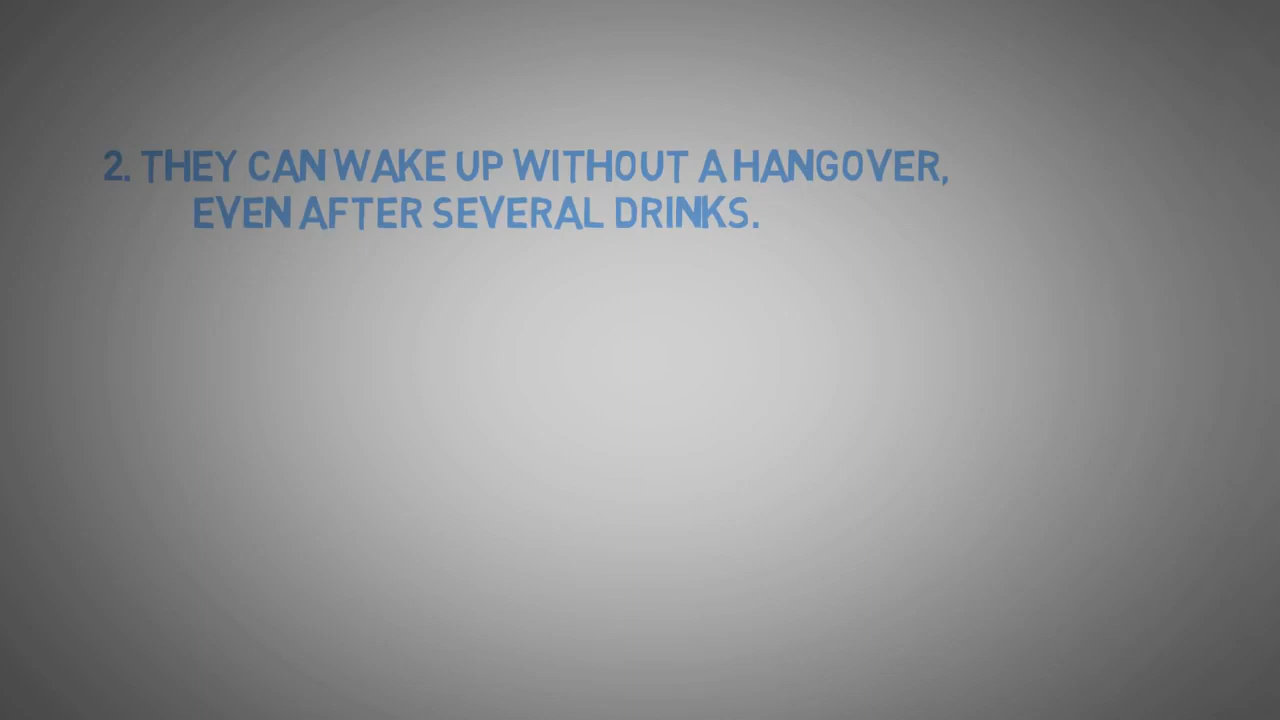 2. THEY CAN WAKE UP WITHOUT A HANGOVER,
EVEN AFTER SEVERAL DRINKS.